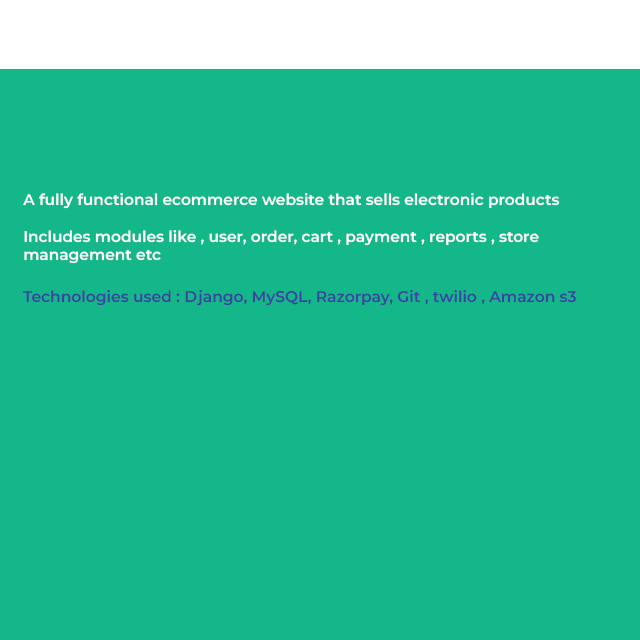 A fully functional ecommerce website that sells electronic products
Includes modules like , user, order, cart , payment , reports , store
management etc
Technologies used : Django, MySQL, Razorpay, Git , twilio , Amazon s3